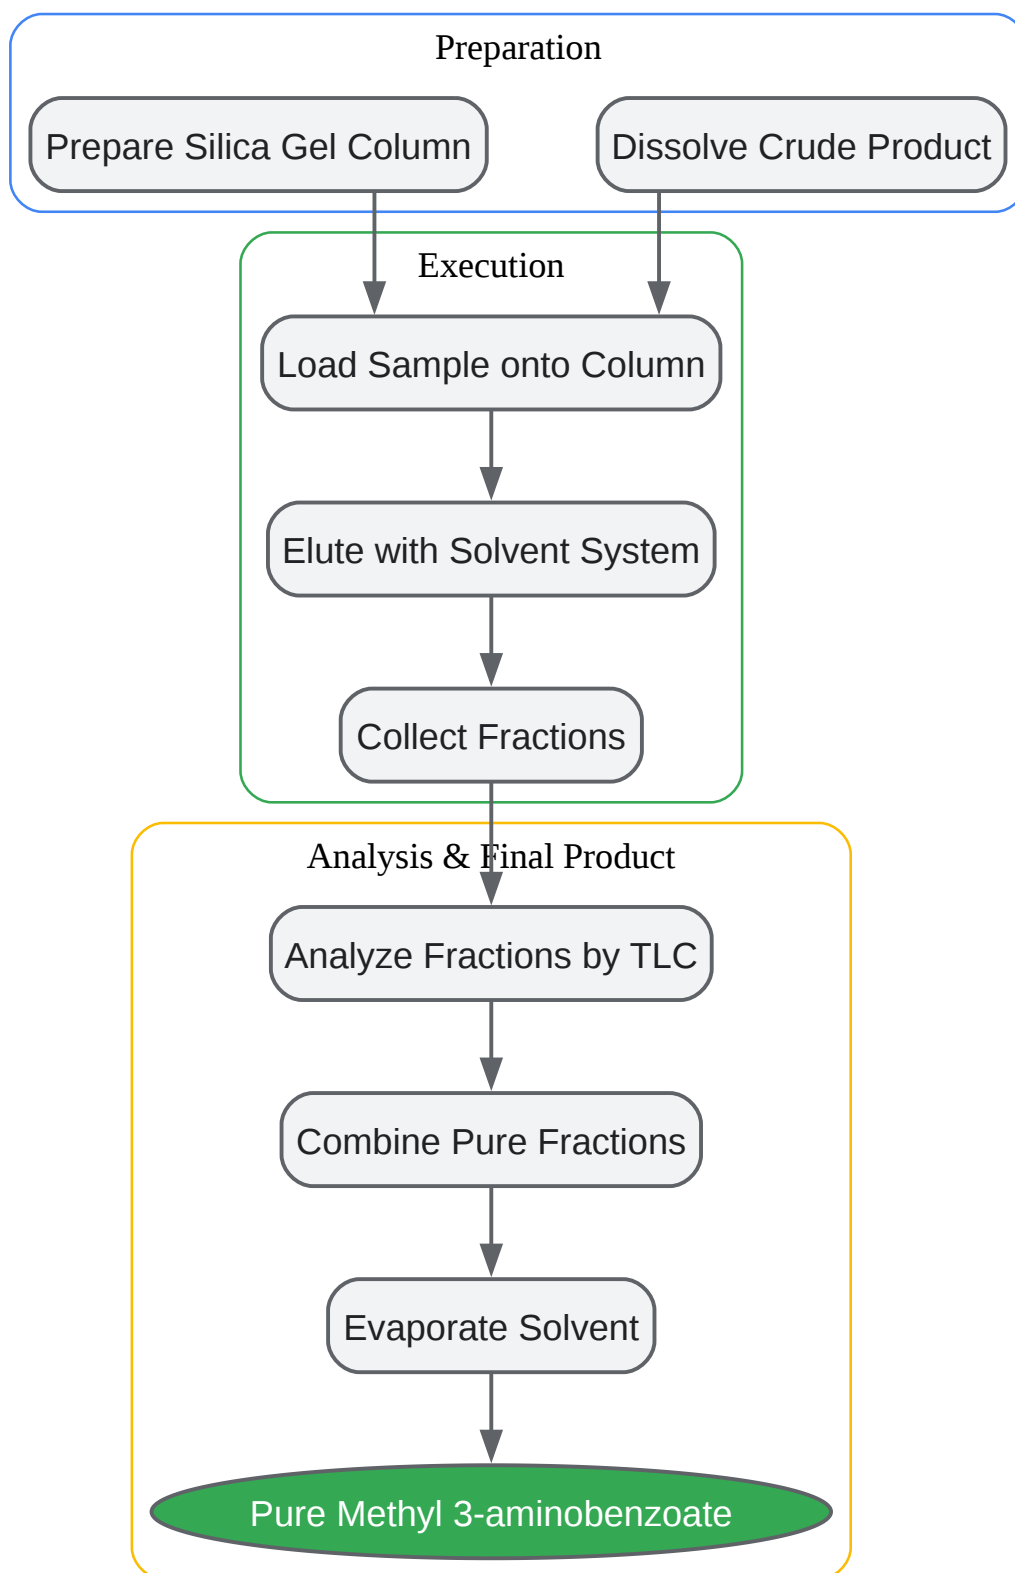 Preparation
Prepare Silica Gel Column
Dissolve Crude Product
Execution
Load Sample onto Column
Elute with Solvent System
Collect Fractions
Analysis & Final Product
Analyze Fractions by TLC
Combine Pure Fractions
Evaporate Solvent
Pure Methyl 3-aminobenzoate